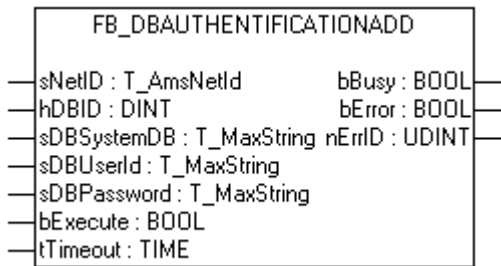 FB_DBAUTHENTIFICATIONADD
sNetID : T_AmsNetId bBusy : BOOL
hDBID : DINT bError : BOOL
sDBSystemDB : T_MaxString nErrID : UDINT
sDBUserId : T_MaxString
sDBPassword : T_MaxString
bExecute : BOOL
tTimeout : TIME